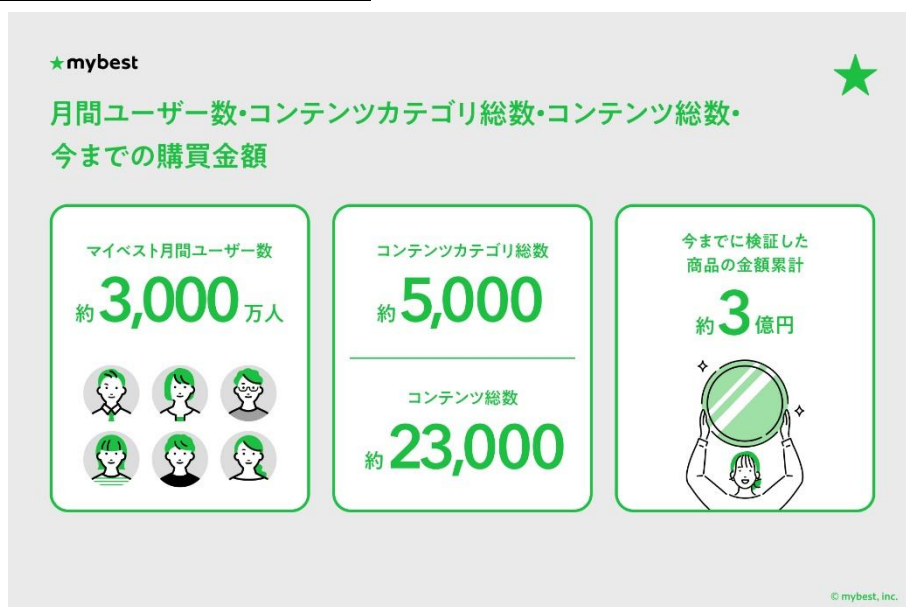 ★mybest
月間ユーザー数・コンテンツカテゴリ総数・コンテンツ総数・
今までの購買金額
マイベスト月間ユーザー数
約3,000万人
コンテンツカテゴリ総数
約5,000
コンテンツ総数
約23,000
今までに検証した
商品の金額累計
約3億円
© mybest, inc.